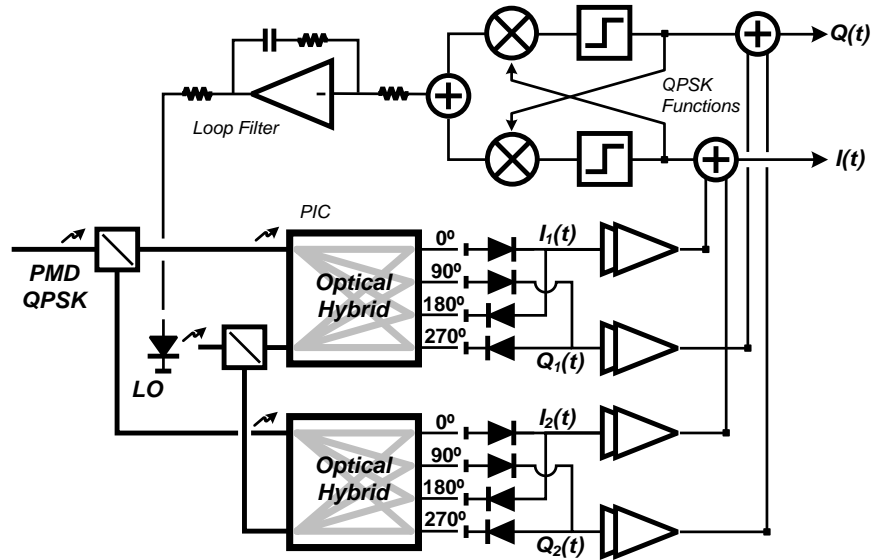 Q(t)
QPSK
Functions
Loop Filter
I(t)
PIC
PMD
QPSK
Optical
Hybrid
0º
90º
180º
270º
I1(t)
Q1(t)
LO
Optical
Hybrid
0º
90º
180º
270º
I2(t)
Q2(t)